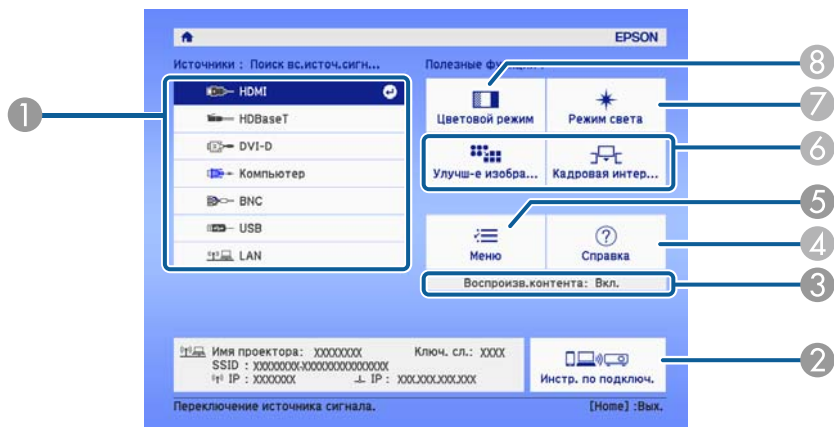 EPSON
Источники : Поиск вс.источ.сигн...
HDMI
HDBaseT
DVI-D
Компьютер
BNC
USB
LAN
Полезные
Цветовой режим
Режим света
Улучш-е изобра...
Кадровая интер...
Меню
Справка
Воспроизв.контента: Вкл.
Имя проектора: XXXXXXXX Ключ. сл.: XXXX
SSID : XXXXXXXX-XXXXXXXXXXXXXXX
IP : XXXXXXX IP : XXX.XXX.XXX.XXX
Инстр. по подключ.
Переключение источника сигнала. [Home] :Вых.
1
8
7
6
5
4
3
2